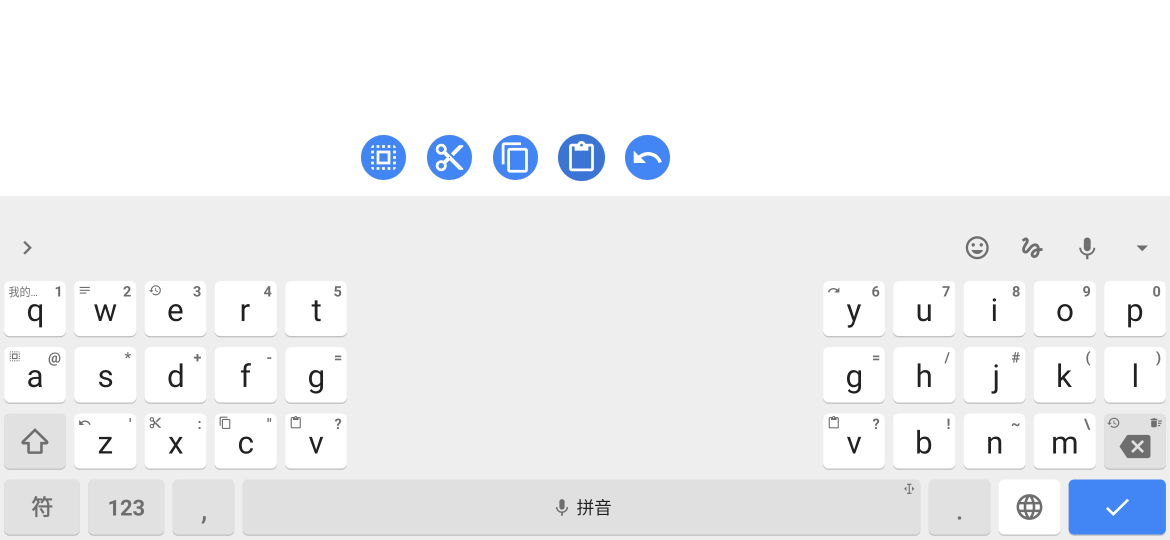 我的… 1 2 3 4 5 6 7 8 9 0
q w e r t y u i o p
@ * + - = = / # ( )
a s d f g g h j k l
' : " ? ? ! ~ \
z x c v v b n m
符 123 , 拼音 .